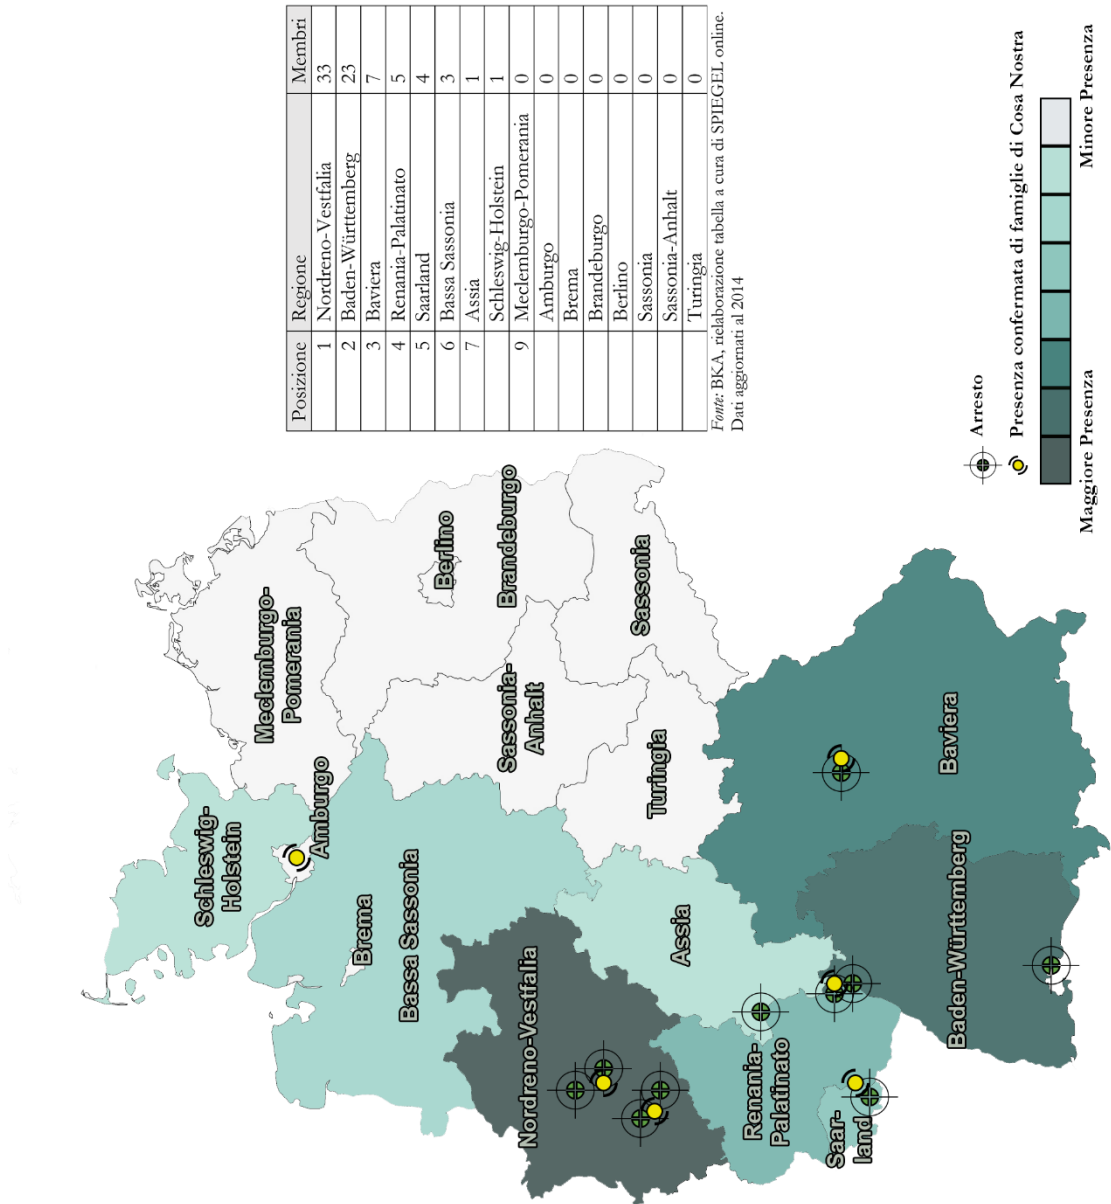 Schleswig-
Holstein
Amburgo
Meclemburgo-
Pomerania
Brema
Bassa Sassonia
Berlino
Brandeburgo
Sassonia-
Anhalt
Nordreno-Vestfalia
Assia
Turingia
Sassonia
Renania-
Palatinato
Saar-
land
Baden-Württemberg
Baviera
Posizione Regione Membri
1 Nordreno-Vestfalia 33
2 Baden-Württemberg 23
3 Baviera 7
4 Renania-Palatinato 5
5 Saarland 4
6 Bassa Sassonia 3
7 Assia 1
Schleswig-Holstein 1
9 Meclemburgo-Pomerania 0
Amburgo 0
Brema 0
Brandeburgo 0
Berlino 0
Sassonia 0
Sassonia-Anhalt 0
Turingia 0
Fonte: BKA, rielaborazione tabella a cura di SPIEGEL online.
Dati aggiornati al 2014
Arresto
Presenza confermata di famiglie di Cosa Nostra
Maggiore Presenza Minore Presenza